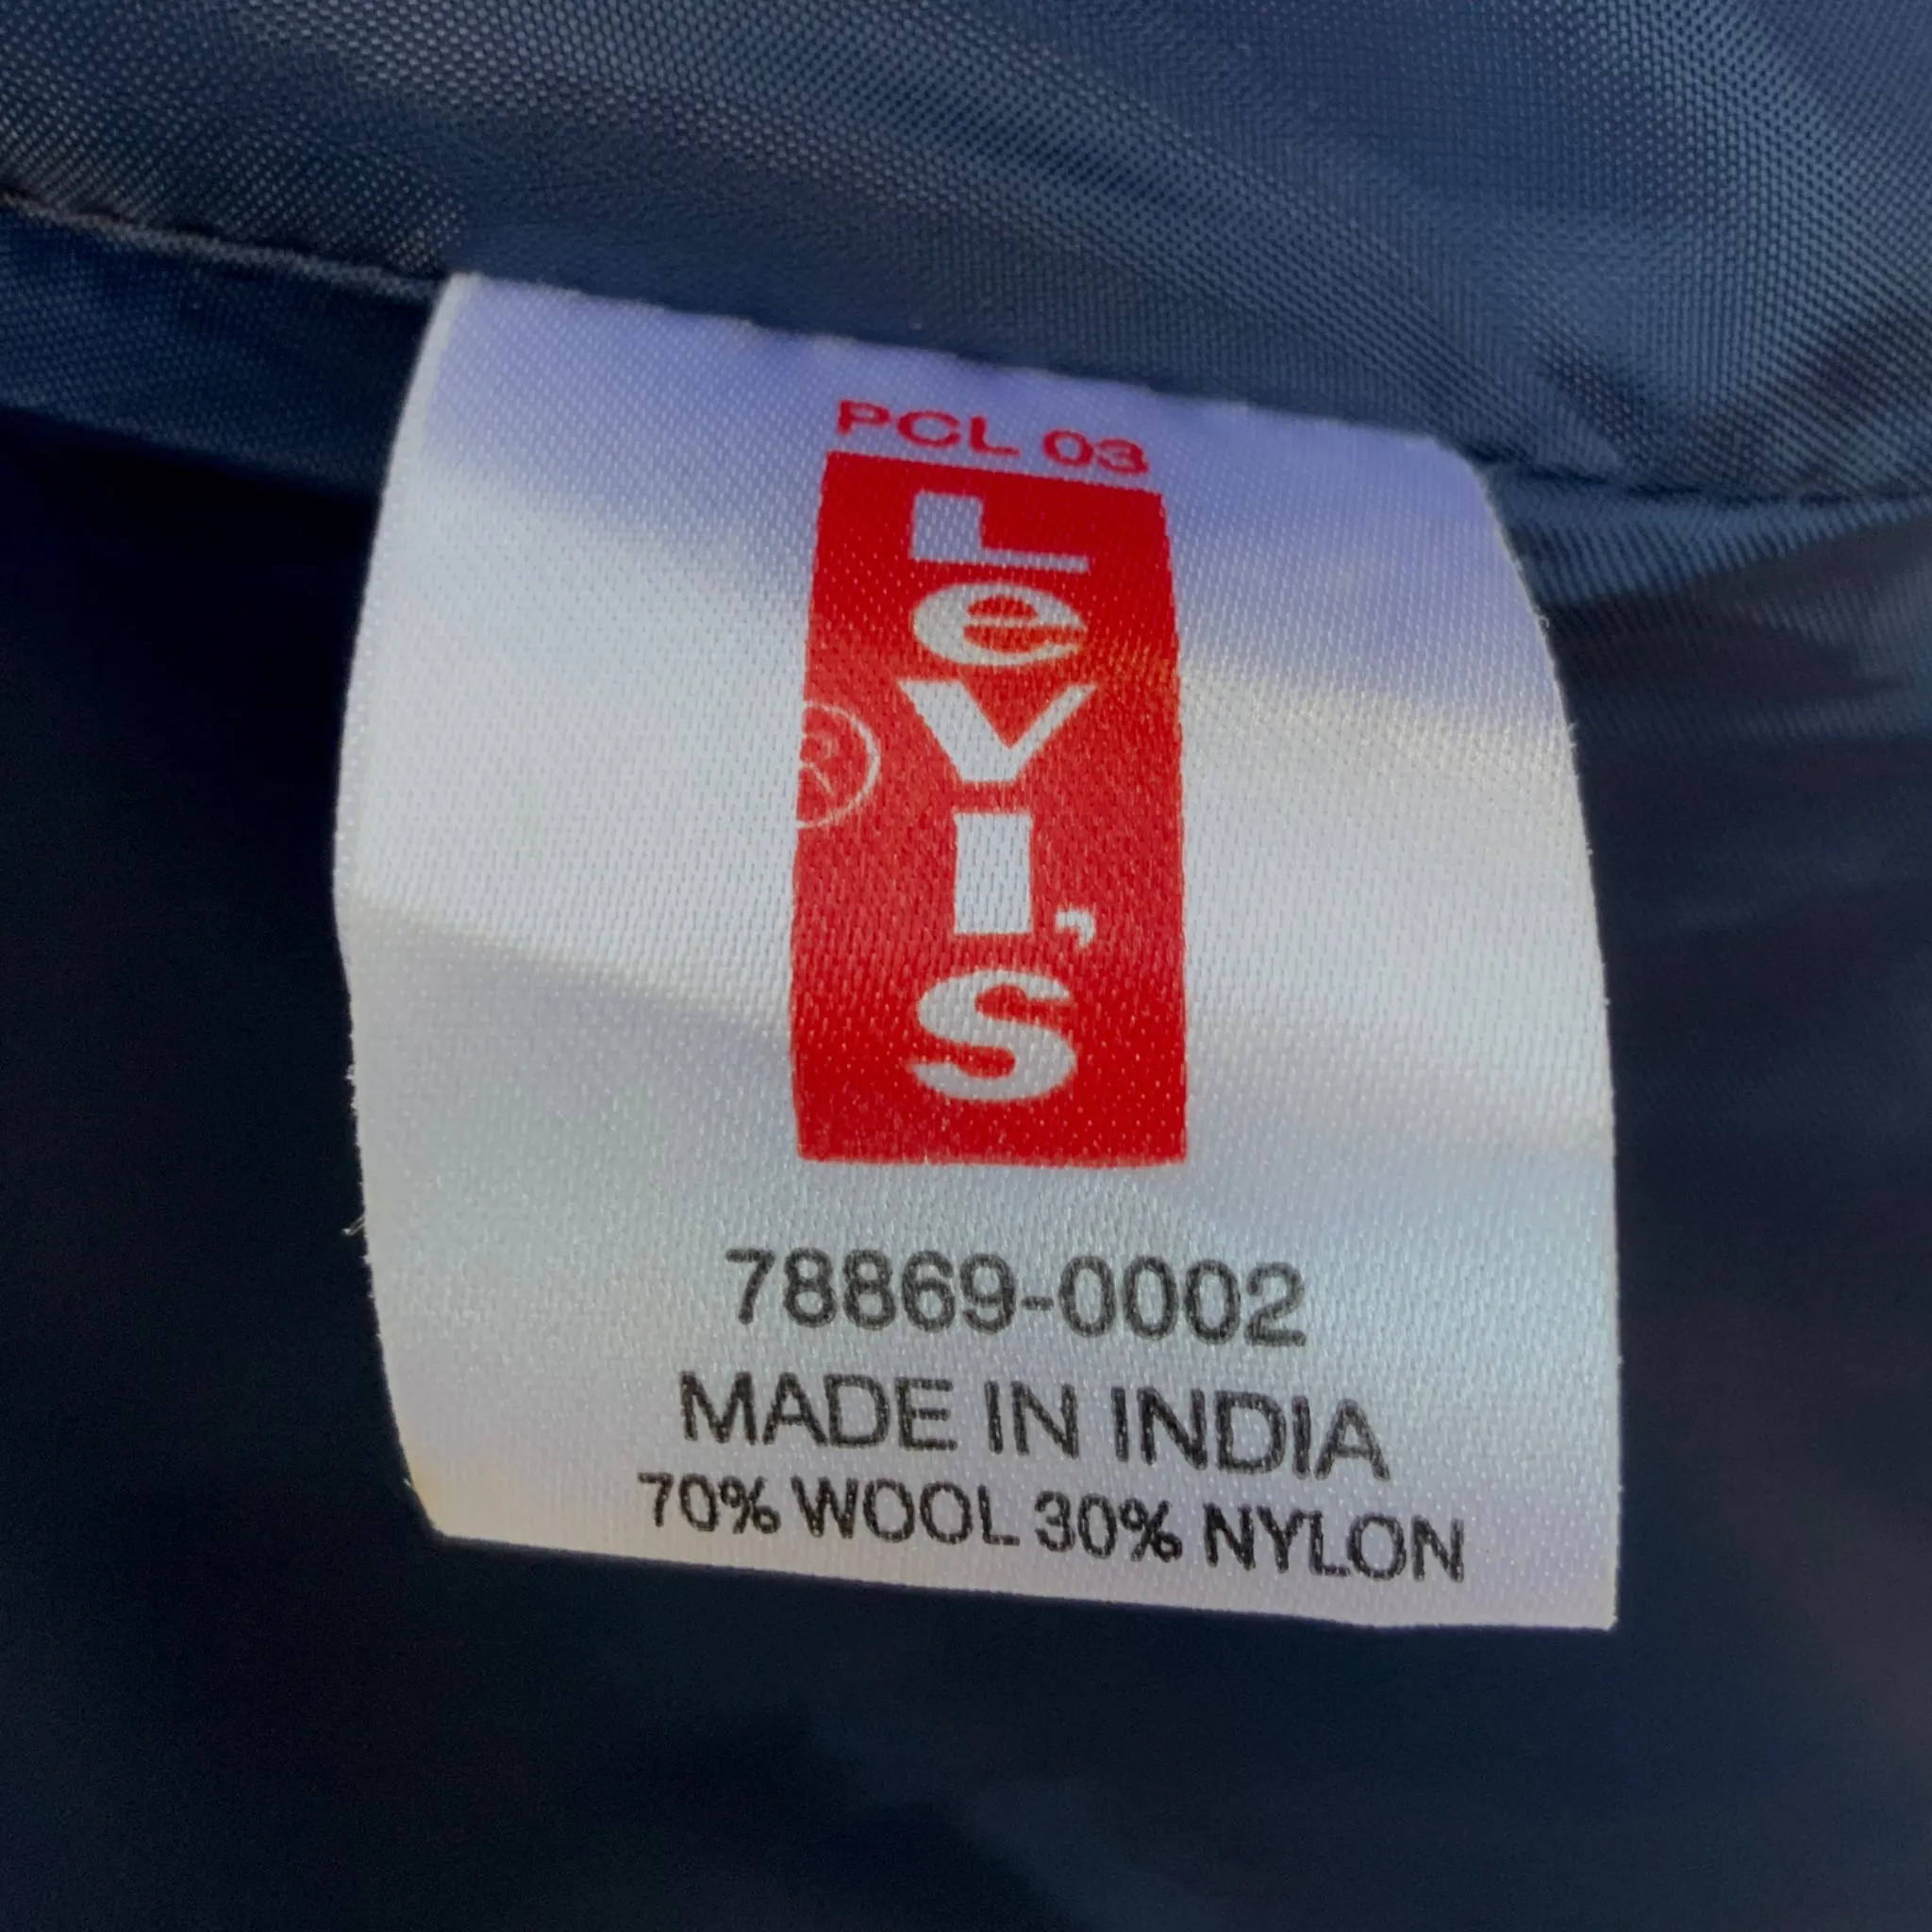 PCL 03
Levi's
®
78869-0002
MADE IN INDIA
70% WOOL 30% NYLON